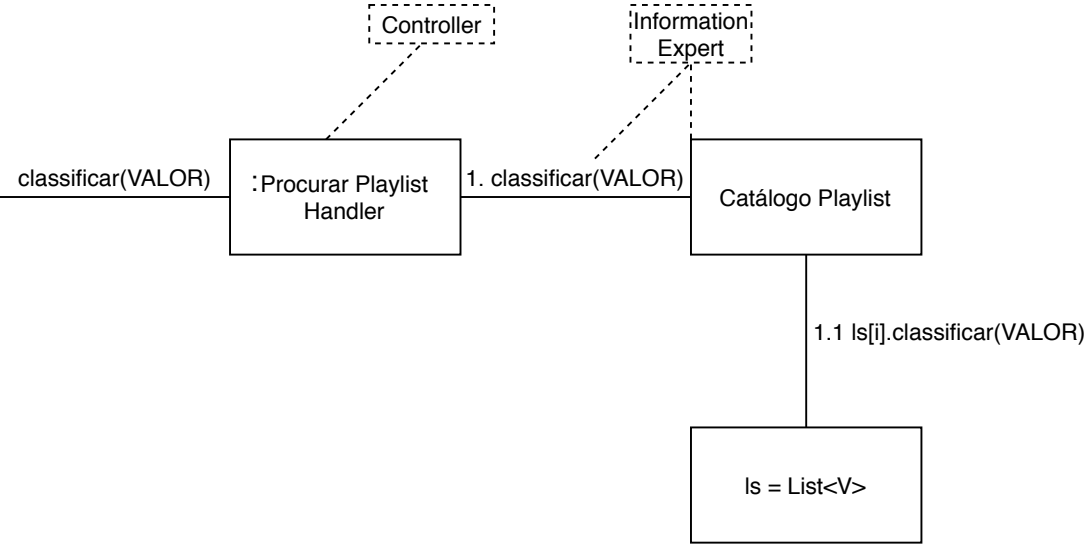 Controller
Information
Expert
classificar(VALOR)
:Procurar Playlist
Handler
1. classificar(VALOR)
Catálogo Playlist
1.1 ls[i].classificar(VALOR)
ls = List<V>